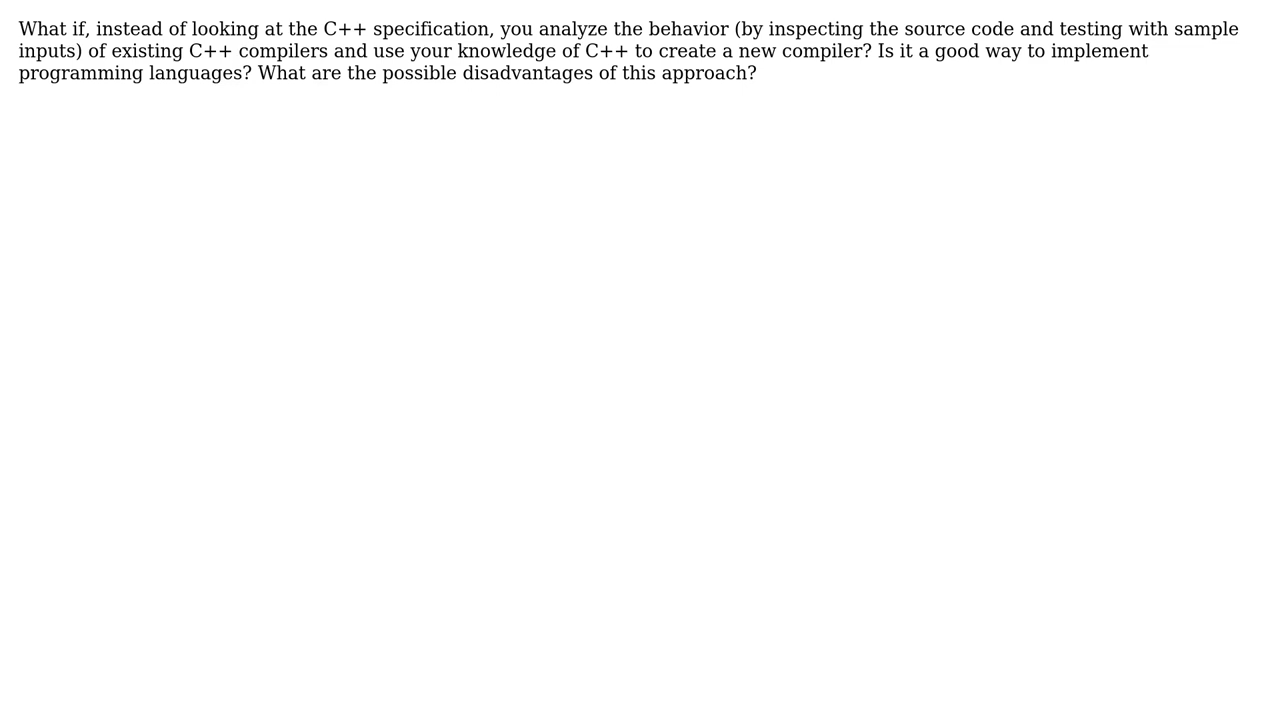 What if, instead of looking at the C++ specification, you analyze the behavior (by inspecting the source code and testing with sample
inputs) of existing C++ compilers and use your knowledge of C++ to create a new compiler? Is it a good way to implement
programming languages? What are the possible disadvantages of this approach?